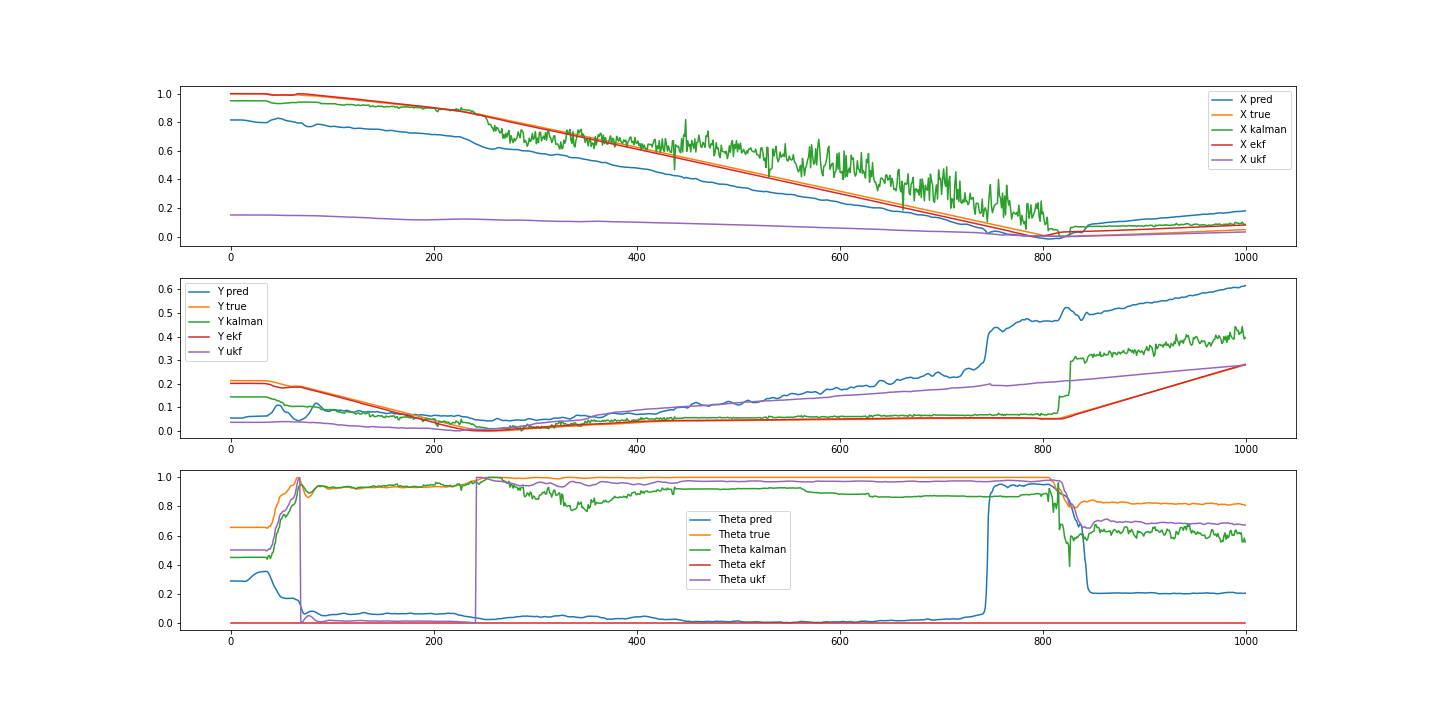 1.0
0.8
0.6
0.4
0.2
0.0
X pred
X true
X kalman
X ekf
X ukf
0 200 400 600 800 1000
0.6
0.5
0.4
0.3
0.2
0.1
0.0
Y pred
Y true
Y kalman
Y ekf
Y ukf
0 200 400 600 800 1000
1.0
0.8
0.6
0.4
0.2
0.0
Theta pred
Theta true
Theta kalman
Theta ekf
Theta ukf
0 200 400 600 800 1000